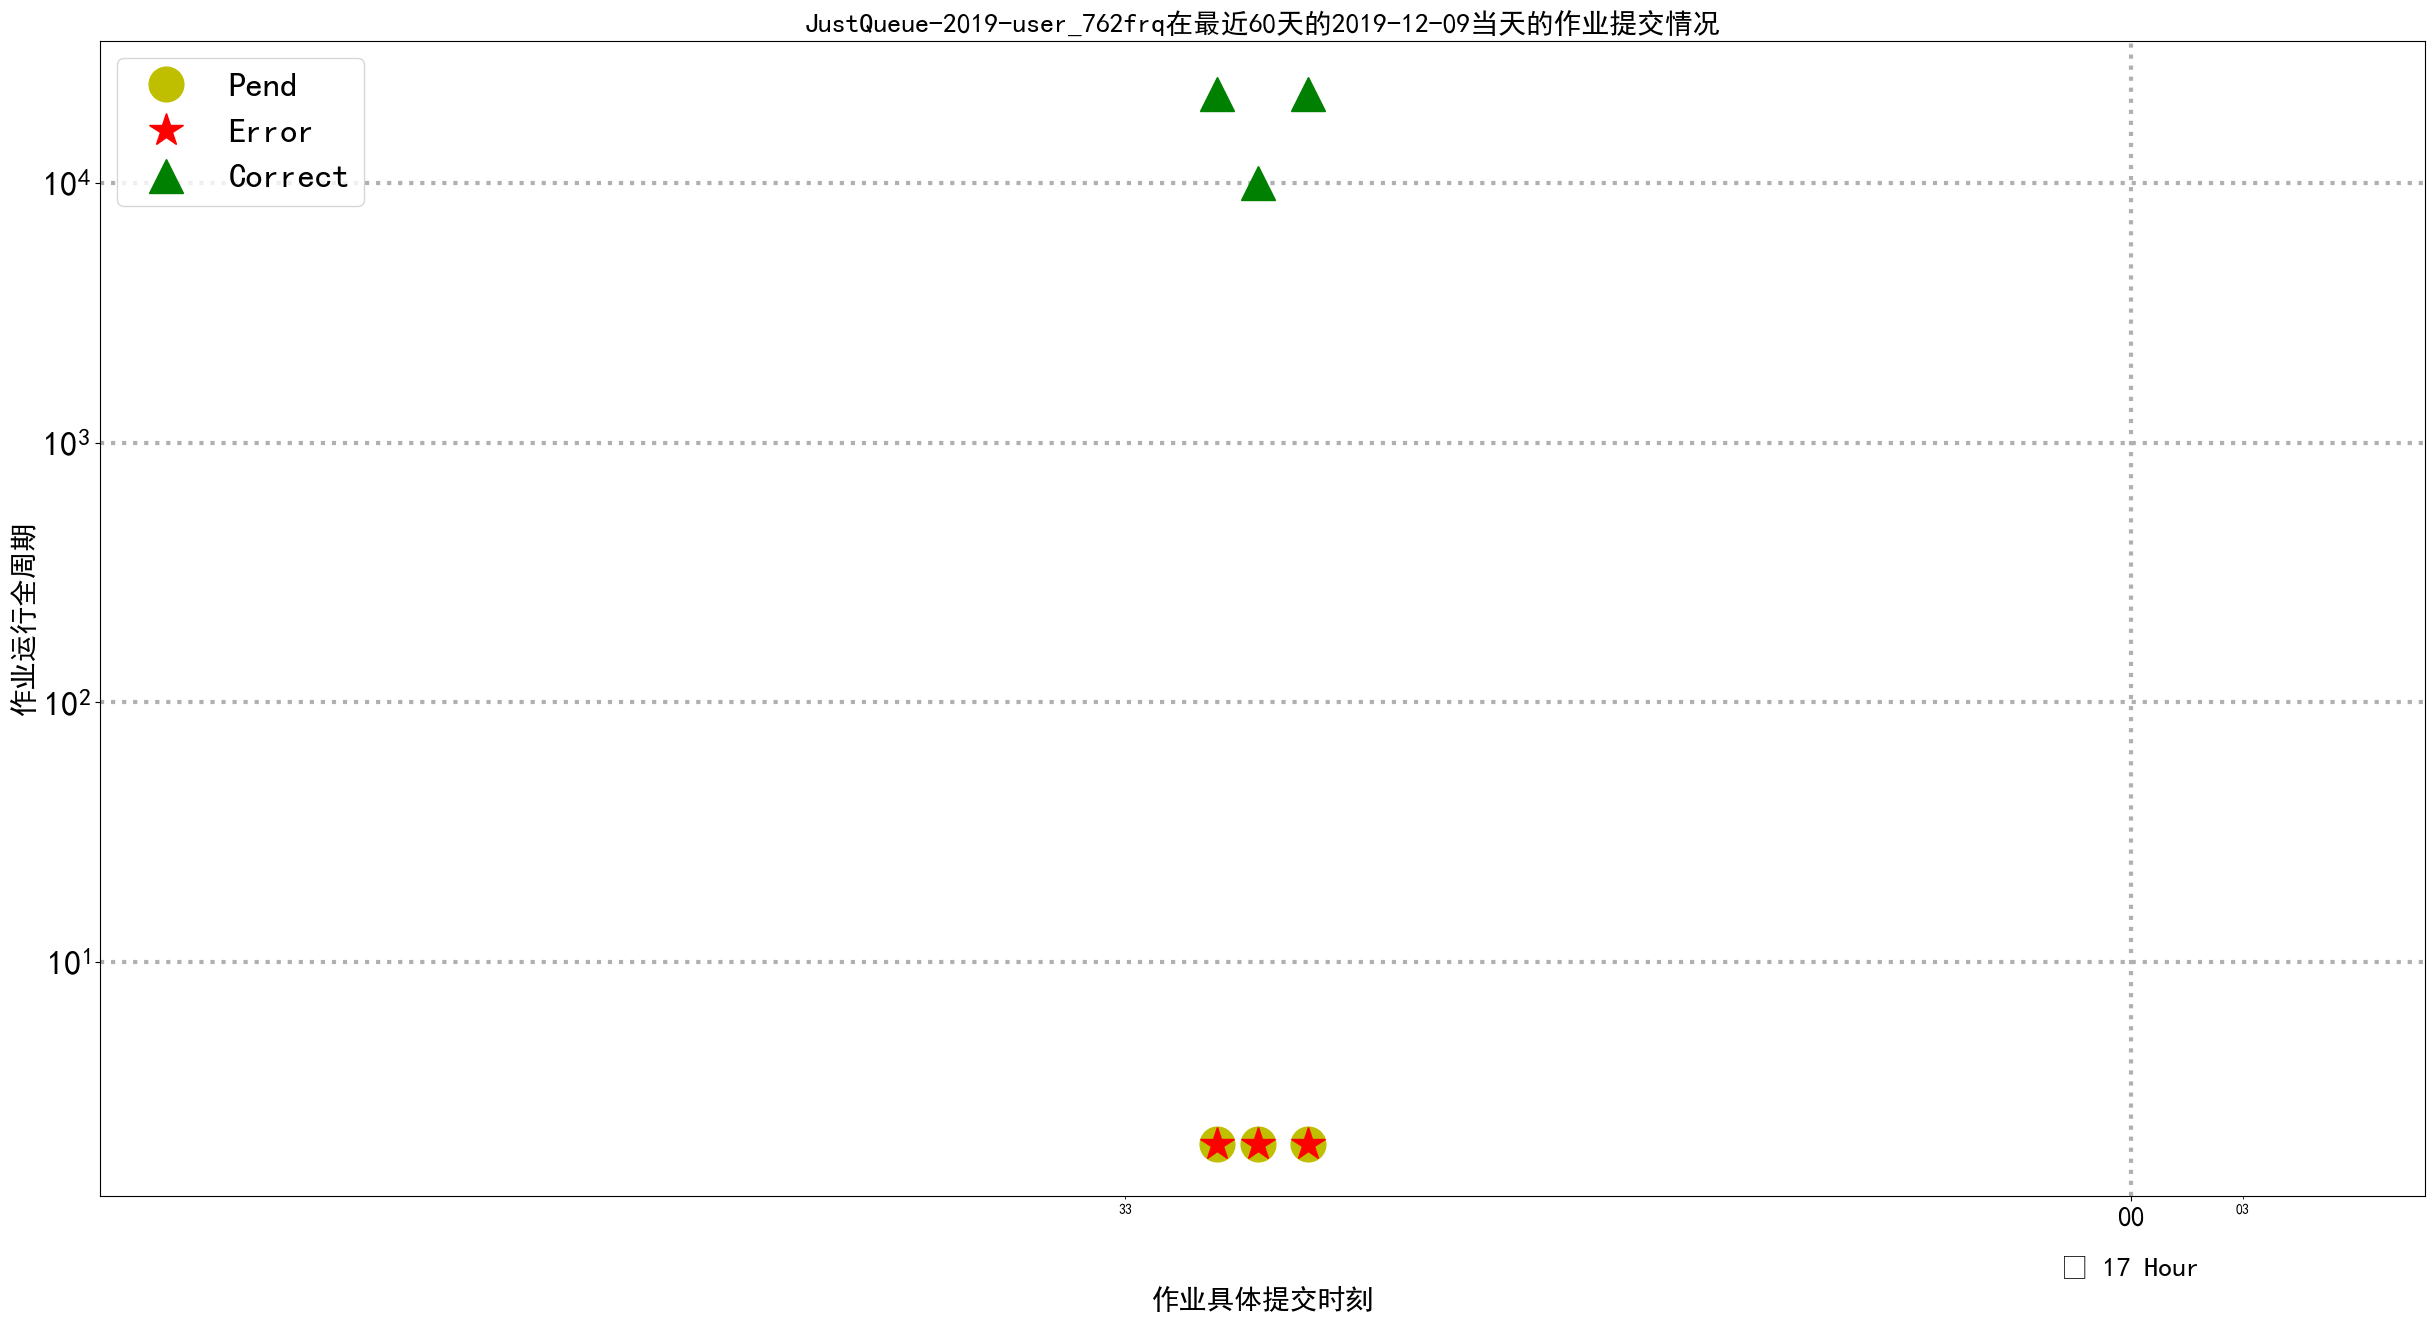 JustQueue-2019-user_762frq在最近60天的2019-12-09当天的作业提交情况
Pend
Error
Correct
10⁴
10³
10²
10¹
作业运行全周期
33
00
03
□ 17 Hour
作业具体提交时刻